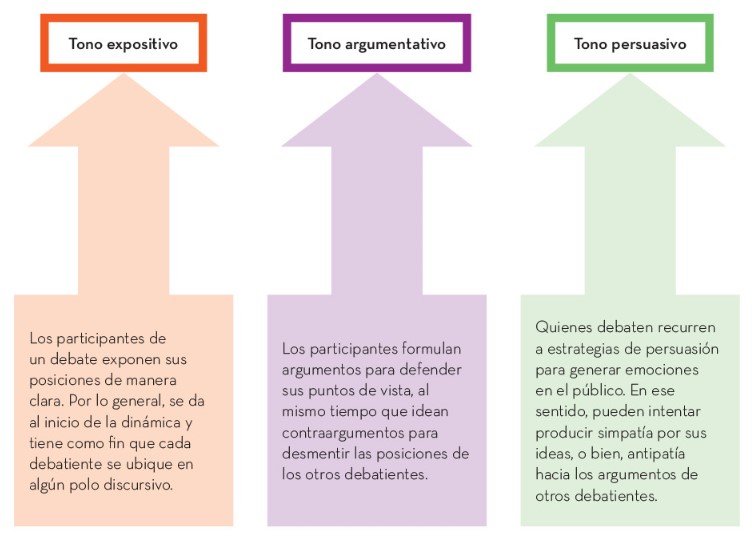 Tono expositivo
Los participantes de
un debate exponen sus
posiciones de manera
clara. Por lo general, se da
al inicio de la dinámica y
tiene como fin que cada
debatiente se ubique en
algún polo discursivo.
Tono argumentativo
Los participantes formulan
argumentos para defender
sus puntos de vista, al
mismo tiempo que idean
contraargumentos para
desmentir las posiciones de
los otros debatientes.
Tono persuasivo
Quienes debaten recurren
a estrategias de persuasión
para generar emociones
en el público. En ese
sentido, pueden intentar
producir simpatía por sus
ideas, o bien, antipatía
hacia los argumentos de
otros debatientes.